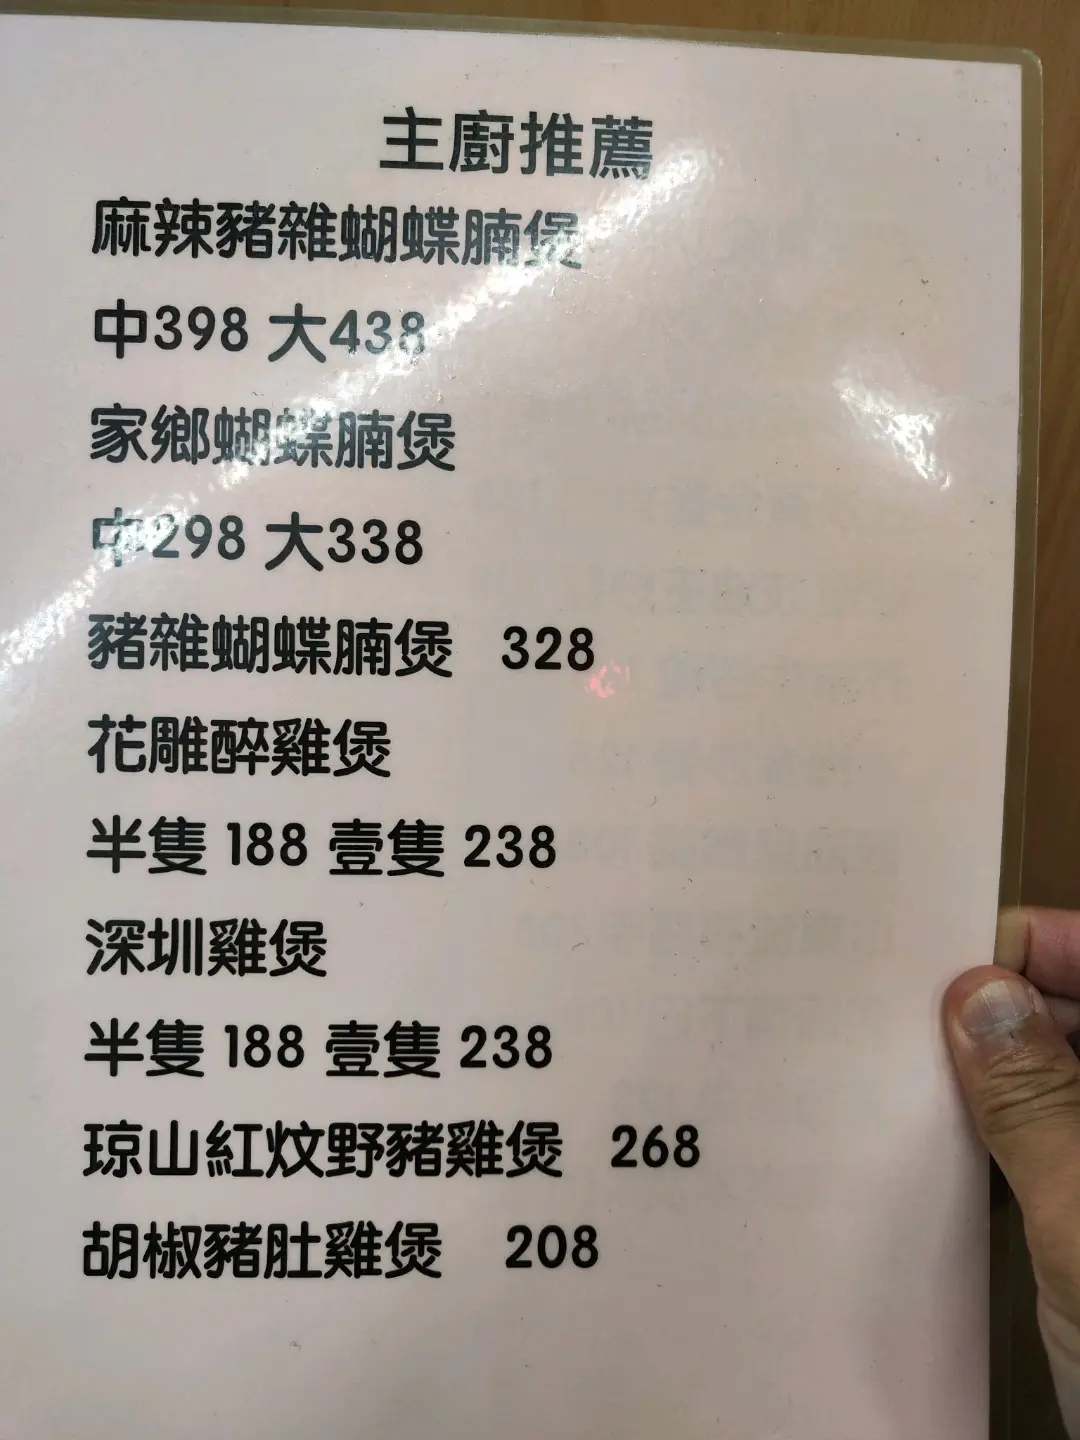 主廚推薦
麻辣豬雜蝴蝶腩煲
中398 大438
家鄉蝴蝶腩煲
中298 大338
豬雜蝴蝶腩煲 328
花雕醉雞煲
半隻 188 壹隻 238
深圳雞煲
半隻 188 壹隻 238
琼山紅炆野豬雞煲 268
胡椒豬肚雞煲 208